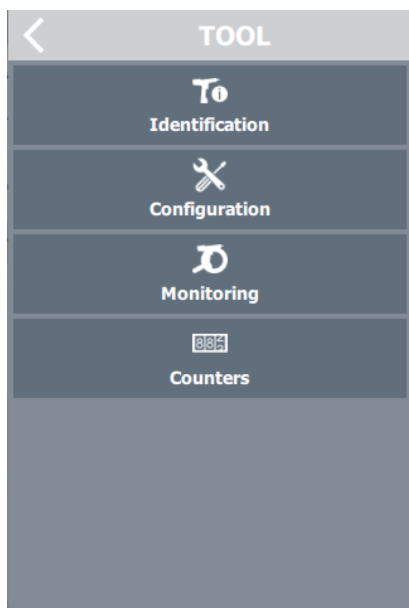 TOOL
Identification
Configuration
Monitoring
Counters